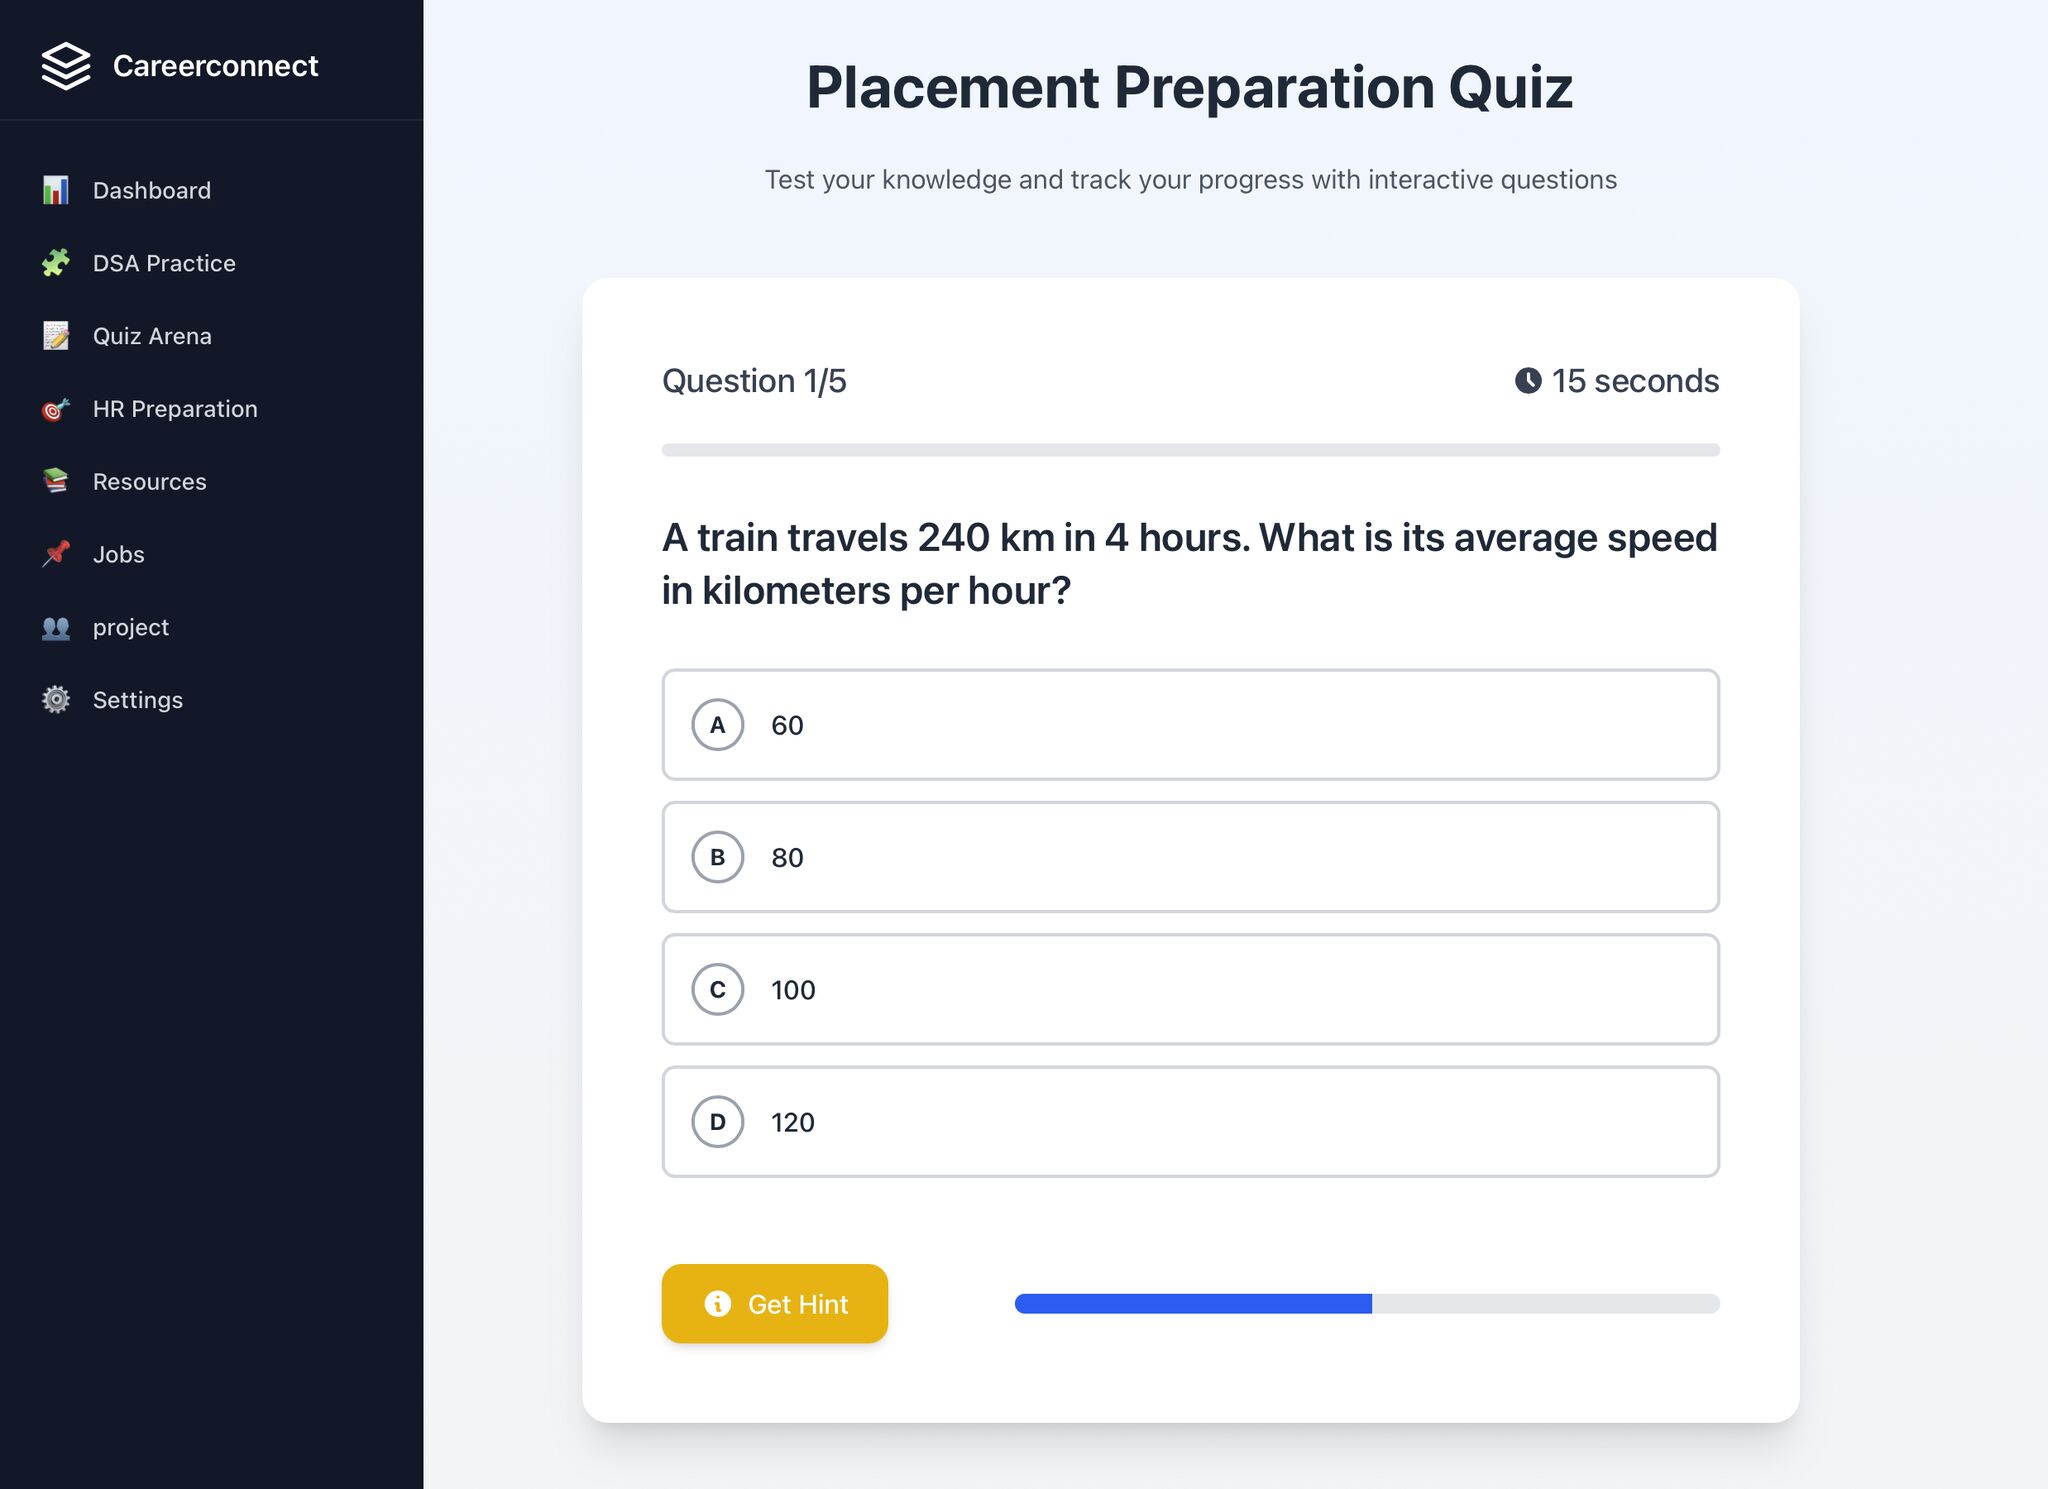 Careerconnect
Dashboard
DSA Practice
Quiz Arena
HR Preparation
Resources
Jobs
project
Settings
Placement Preparation Quiz
Test your knowledge and track your progress with interactive questions
Question 1/5
15 seconds
A train travels 240 km in 4 hours. What is its average speed
in kilometers per hour?
A 60
B 80
C 100
D 120
Get Hint